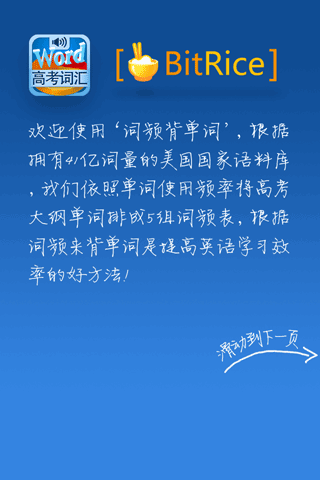 Word
高考词汇
[BitRice]
欢迎使用‘词频背单词’,根据
拥有4.1亿词量的美国国家语料库
,我们依照单词使用频率将高考
大纲单词排成5组词频表,根据
词频来背单词是提高英语学习效
率的好方法!
滑动到下一页